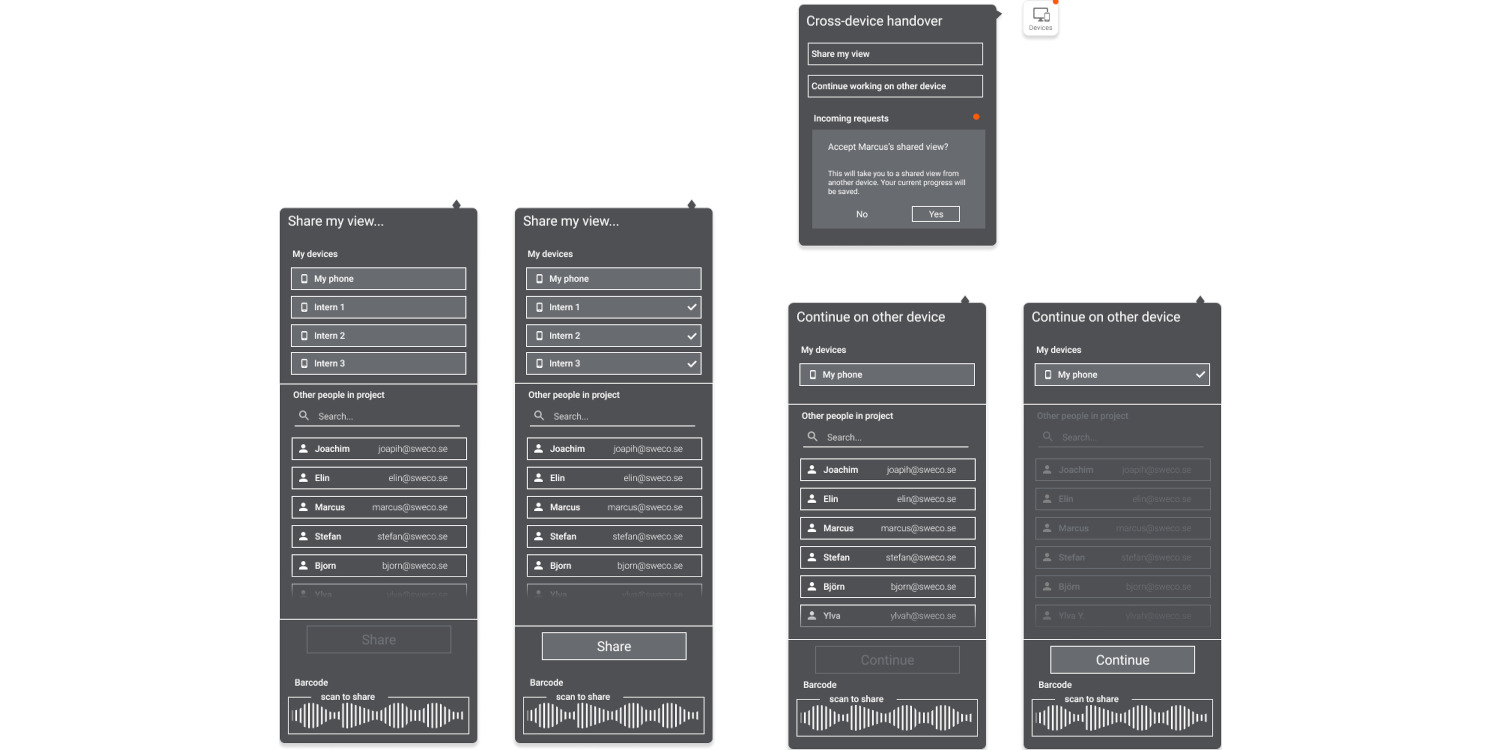 Cross-device handover
Share my view
Continue working on other device
Incoming requests
Accept Marcus's shared view?
This will take you to a shared view from
another device. Your current progress will
be saved.
No Yes
Devices
Share my view...
My devices
My phone
Intern 1
Intern 2
Intern 3
Other people in project
Search...
Joachim joapih@sweco.se
Elin elin@sweco.se
Marcus marcus@sweco.se
Stefan stefan@sweco.se
Bjorn bjorn@sweco.se
Ylva
Share
Barcode
scan to share
Share my view...
My devices
My phone
Intern 1
Intern 2
Intern 3
Other people in project
Search...
Joachim joapih@sweco.se
Elin elin@sweco.se
Marcus marcus@sweco.se
Stefan stefan@sweco.se
Bjorn bjorn@sweco.se
Ylva
Share
Barcode
scan to share
Continue on other device
My devices
My phone
Other people in project
Search...
Joachim joapih@sweco.se
Elin elin@sweco.se
Marcus marcus@sweco.se
Stefan stefan@sweco.se
Björn bjorn@sweco.se
Ylva ylvah@sweco.se
Continue
Barcode
scan to share
Continue on other device
My devices
My phone
Other people in project
Search...
Joachim joapih@sweco.se
Elin elin@sweco.se
Marcus marcus@sweco.se
Stefan stefan@sweco.se
Björn bjorn@sweco.se
Ylva Y. ylvah@sweco.se
Continue
Barcode
scan to share